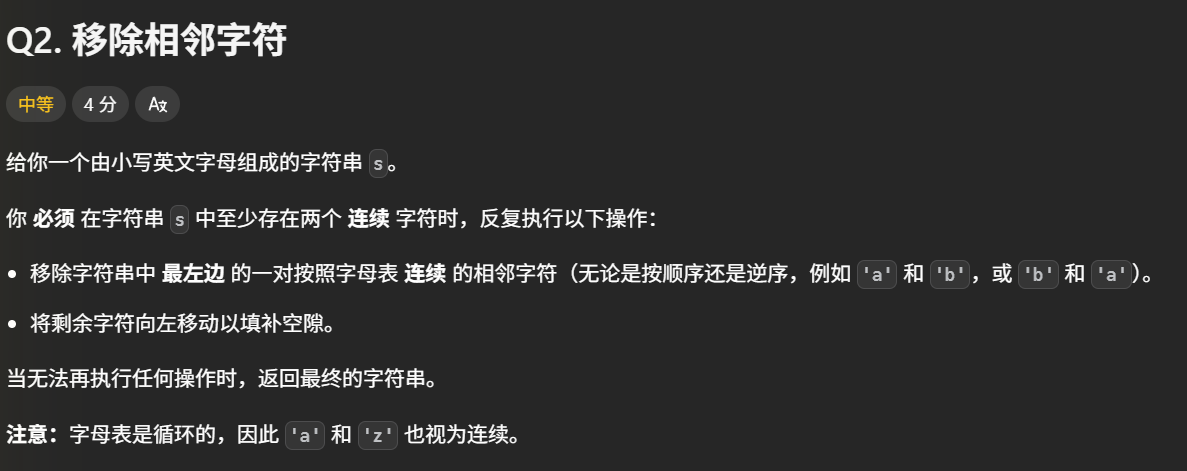 Q2. 移除相邻字符
中等 4 分 A文
给你一个由小写英文字母组成的字符串 s。
你 必须 在字符串 s 中至少存在两个 连续 字符时，反复执行以下操作：
• 移除字符串中 最左边 的一对按照字母表 连续 的相邻字符（无论是按顺序还是逆序，例如 'a' 和 'b'，或 'b' 和 'a'）。
• 将剩余字符向左移动以填补空隙。
当无法再执行任何操作时，返回最终的字符串。
注意：字母表是循环的，因此 'a' 和 'z' 也视为连续。